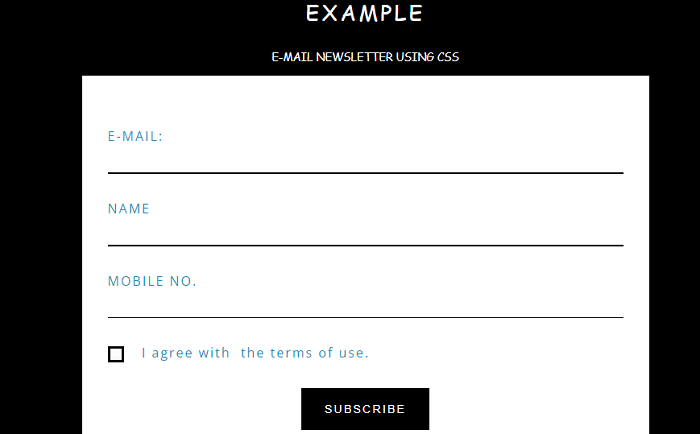 EXAMPLE
E-MAIL NEWSLETTER USING CSS
E-MAIL:
NAME
MOBILE NO.
I agree with  the terms of use.
SUBSCRIBE